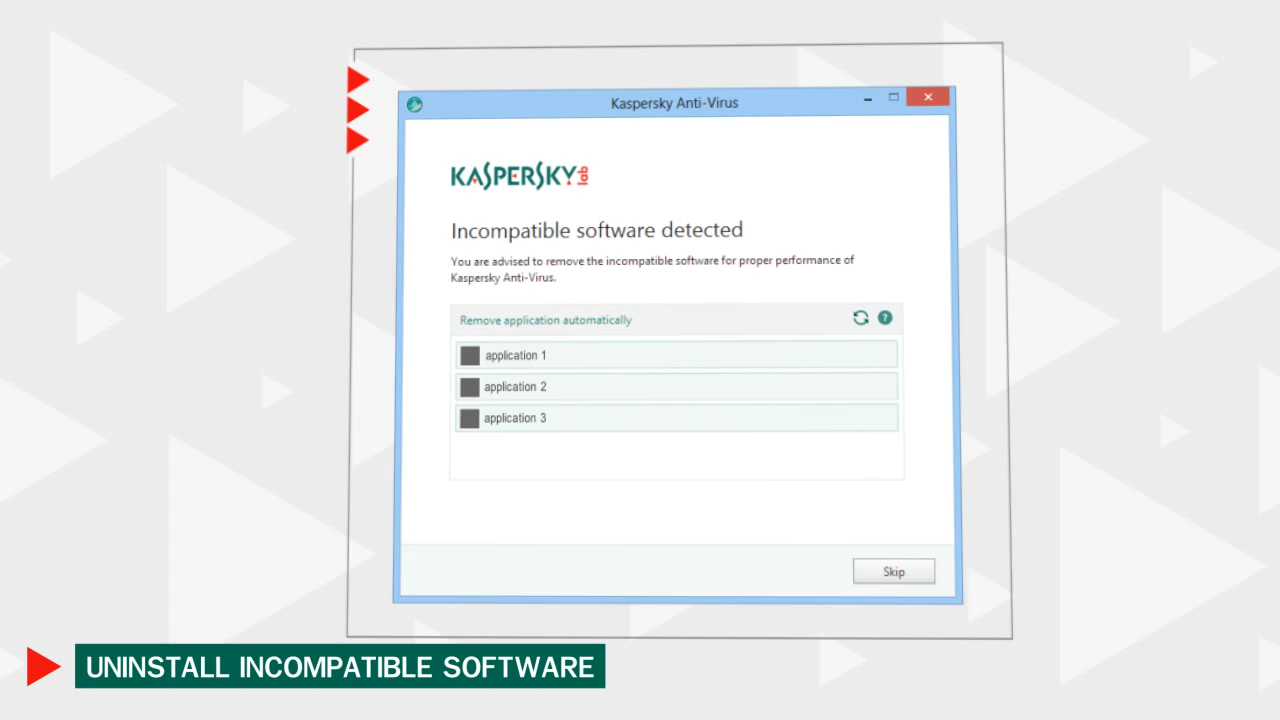 Kaspersky Anti-Virus
KASPERSKY lab
Incompatible software detected
You are advised to remove the incompatible software for proper performance of
Kaspersky Anti-Virus.
Remove application automatically
?
application 1
application 2
application 3
Skip
UNINSTALL INCOMPATIBLE SOFTWARE